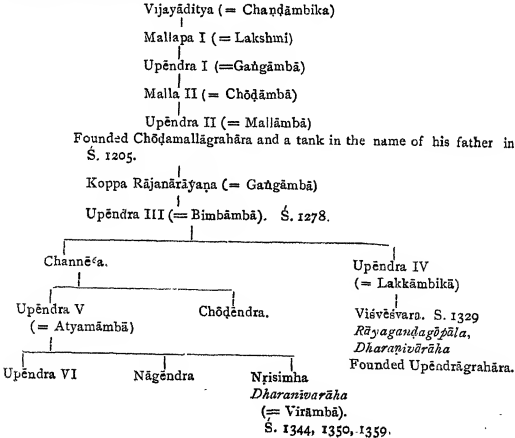 Vijayāditya (= Chaṇḍāmbika)
Mallapa I (= Lakshmi)
Upēndra I (=Gaṅgāmbā)
Malla II (= Chōḍāmbā)
Upēndra II (= Mallāmbā)
Founded Chōḍamallāgrahāra and a tank in the name of his father in
Ś. 1205.
Koppa Rājanārāyaṇa (= Gaṅgāmbā)
Upēndra III (= Bimbāmbā). Ś. 1278.
Channēśa.
Upēndra IV
(= Lakkāmbikā)
Upēndra V
(= Atyamāmbā)
Chōḍēndra.
Viśvēśvara. S. 1329
Rāyagaṇḍagōpāla,
Dharaṇivārāha
Founded Upēndrāgrahāra.
Upēndra VI
Nāgēndra
Nṛisimha
Dharanīvarāha
(= Virāmbā).
Ś. 1344, 1350, 1359.